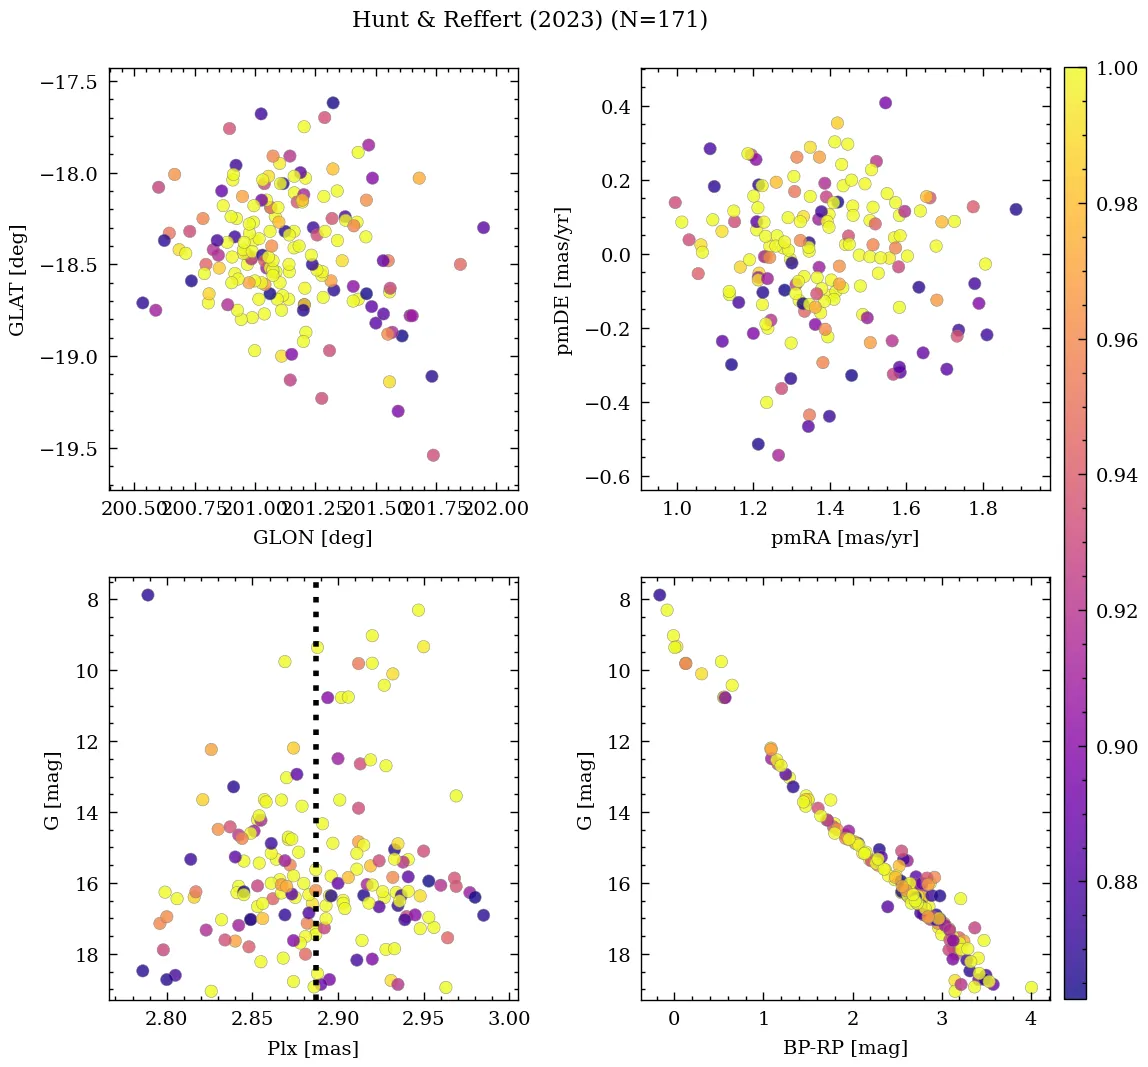 Hunt & Reffert (2023) (N=171)
−17.5
−18.0
−18.5
−19.0
−19.5
GLAT [deg]
200.50 200.75 201.00 201.25 201.50 201.75 202.00
GLON [deg]
0.4
0.2
0.0
−0.2
−0.4
−0.6
pmDE [mas/yr]
1.0 1.2 1.4 1.6 1.8
pmRA [mas/yr]
8
10
12
14
16
18
G [mag]
2.80 2.85 2.90 2.95 3.00
Plx [mas]
8
10
12
14
16
18
G [mag]
0 1 2 3 4
BP-RP [mag]
1.00
0.98
0.96
0.94
0.92
0.90
0.88